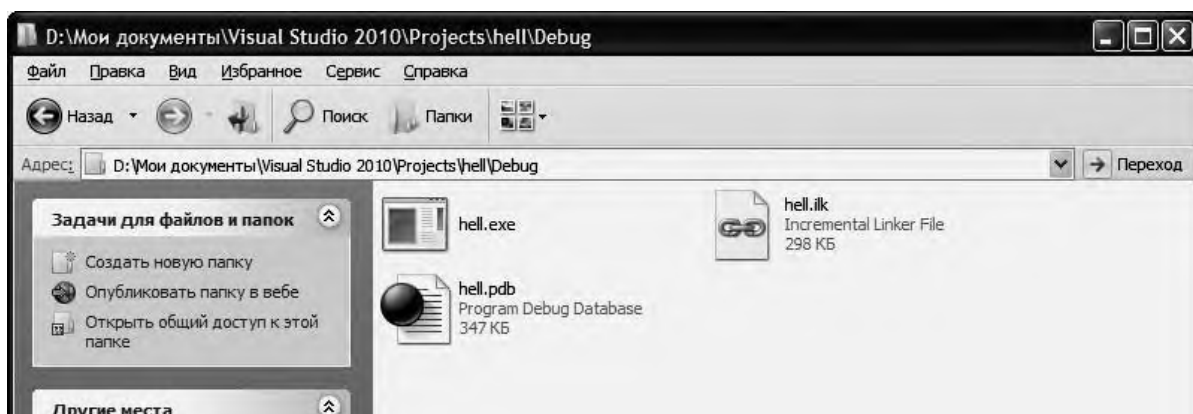 D:\Мои документы\Visual Studio 2010\Projects\hell\Debug
Файл Правка Вид Избранное Сервис Справка
Назад Поиск Папки
Адрес: D:\Мои документы\Visual Studio 2010\Projects\hell\Debug Переход
Задачи для файлов и папок
Создать новую папку
Опубликовать папку в вебе
Открыть общий доступ к этой
папке
Другие места
hell.exe
hell.ilk
Incremental Linker File
298 КБ
hell.pdb
Program Debug Database
347 КБ